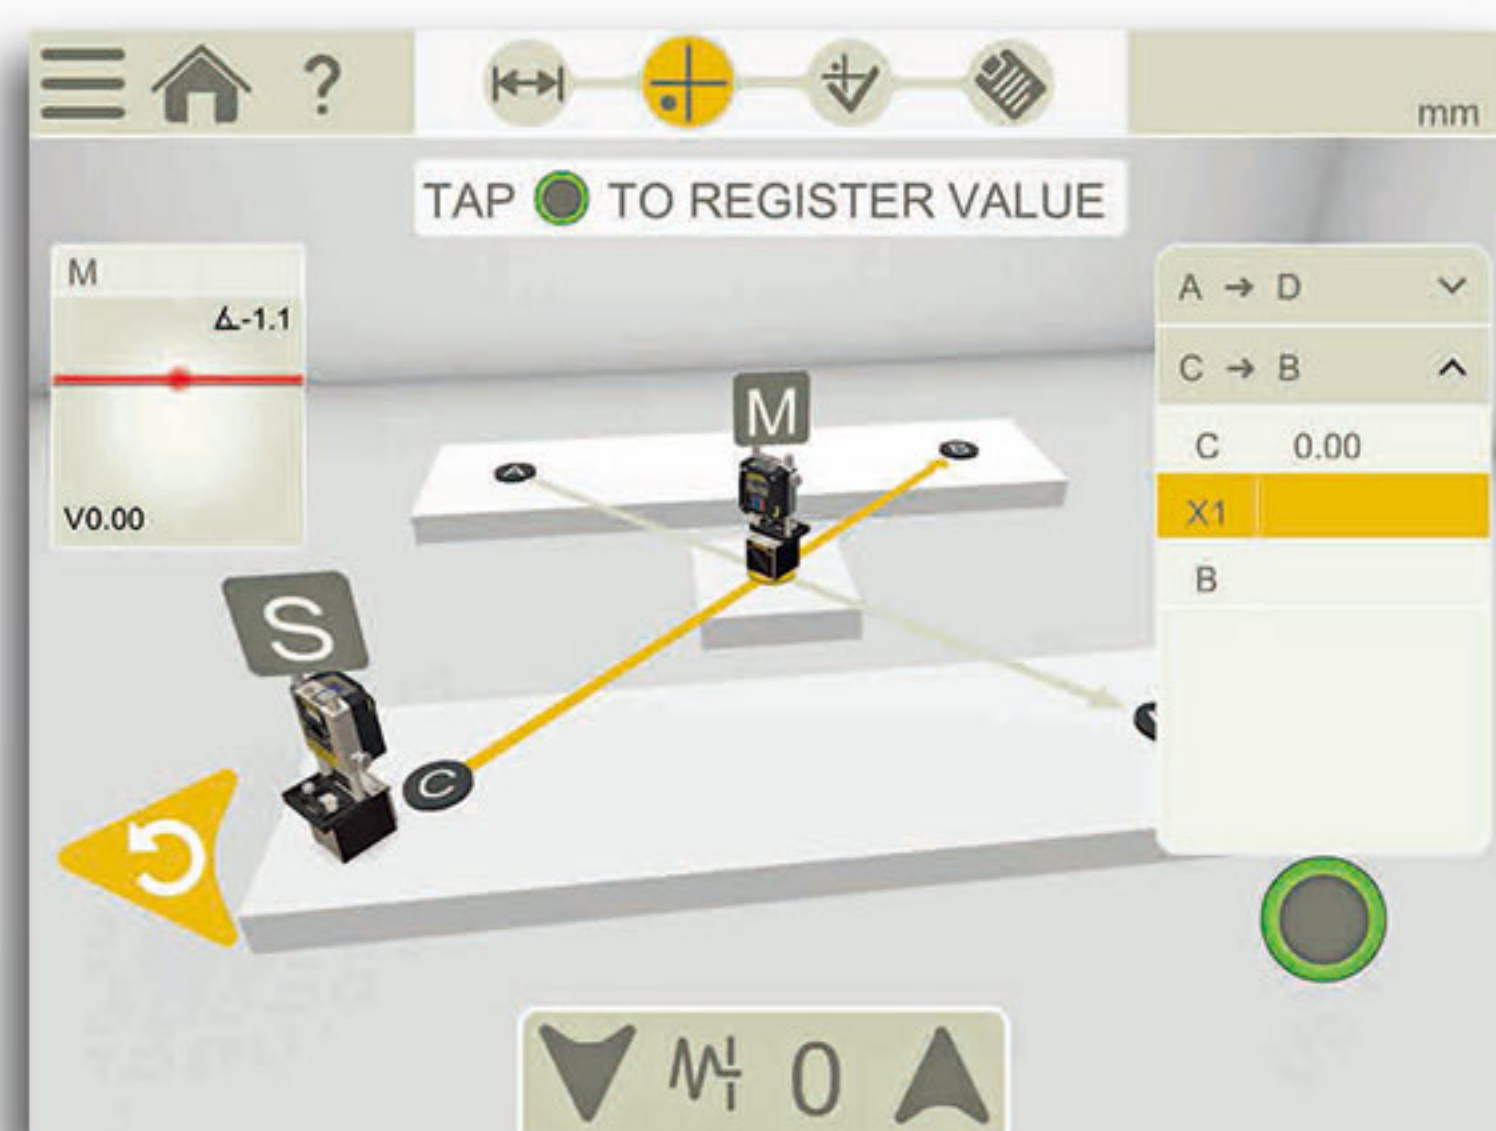 ?
mm
TAP TO REGISTER VALUE
M
∡-1.1
V0.00
A → D
C → B
C 0.00
X1
B
M
A
B
S
C
0